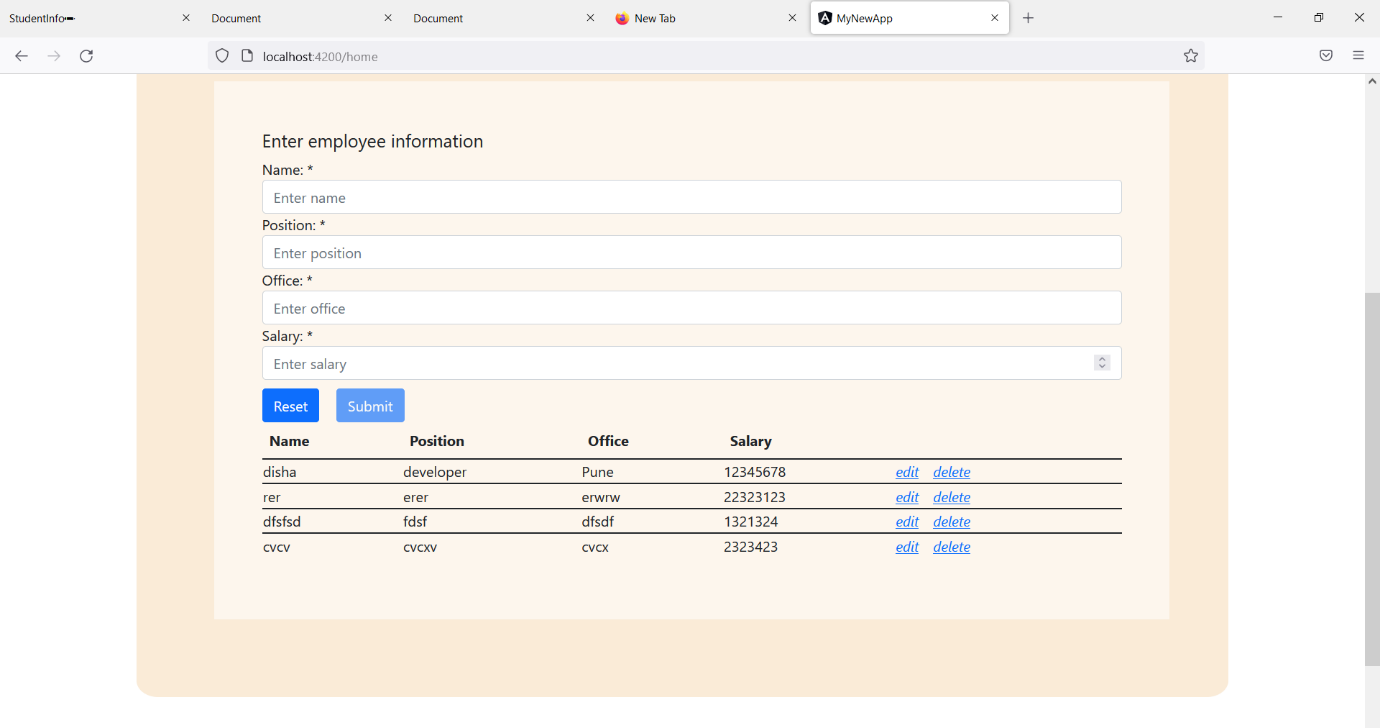 StudentInfo
Document
Document
New Tab
MyNewApp
localhost:4200/home
Enter employee information
Name: *
Enter name
Position: *
Enter position
Office: *
Enter office
Salary: *
Enter salary
Reset Submit
Name Position Office Salary
disha developer Pune 12345678 edit delete
rer erer erwrw 22323123 edit delete
dfsfsd fdsf dfsdf 1321324 edit delete
cvcv cvcxv cvcx 2323423 edit delete